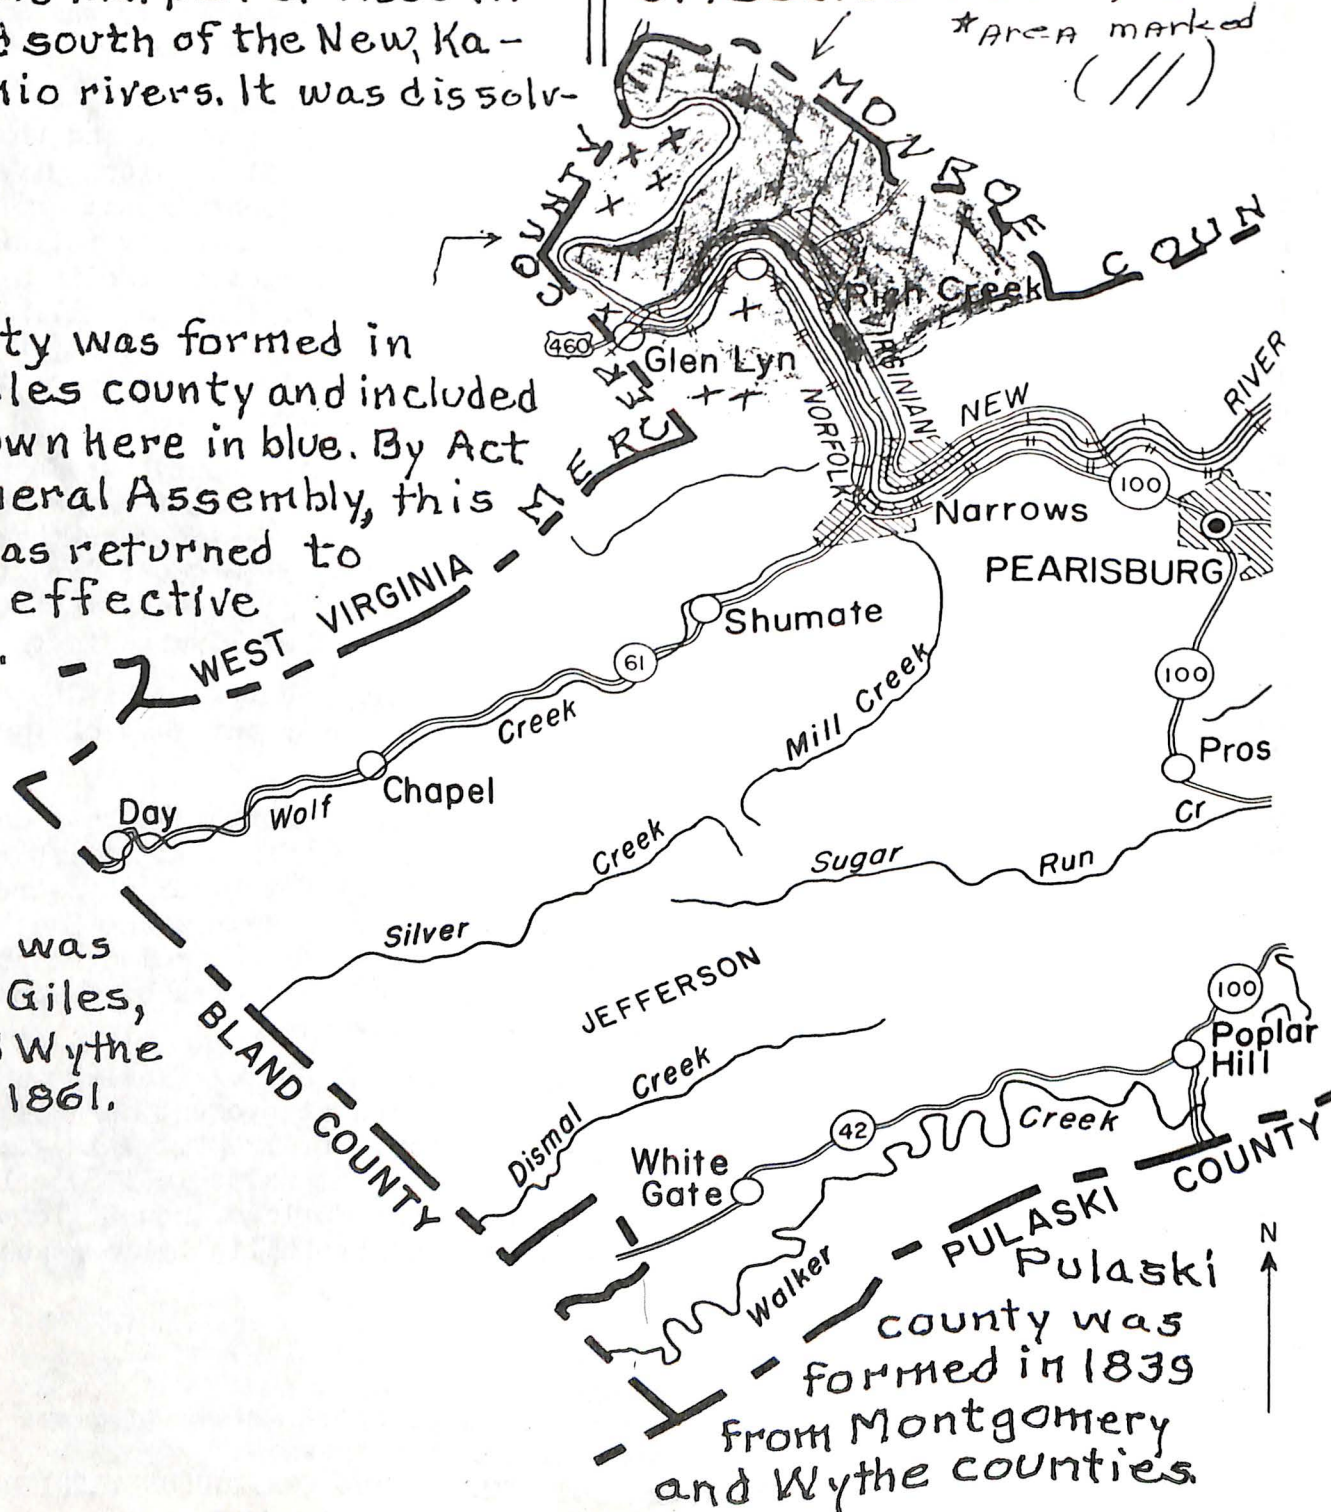 south of the New, Ka-
io rivers. It was dissolv-
*Area marked
(//)
MONROE COUN
COUNTY
MERCER
460
Rich Creek
Glen Lyn
NORFOLK
VIRGINIAN
NEW
RIVER
100
Narrows
PEARISBURG
ty was formed in
les county and included
own here in blue. By Act
neral Assembly, this
as returned to
effective
WEST VIRGINIA
Shumate
61
Creek
Mill Creek
100
Pros
Chapel
Day
Wolf
Cr
Creek
Sugar
Run
Silver
was
Giles,
Wythe
1861.
JEFFERSON
100
Poplar
Hill
BLAND COUNTY
Dismal
Creek
42
Creek
White
Gate
Walker
PULASKI COUNTY
N
Pulaski
county was
formed in 1839
from Montgomery
and Wythe counties.